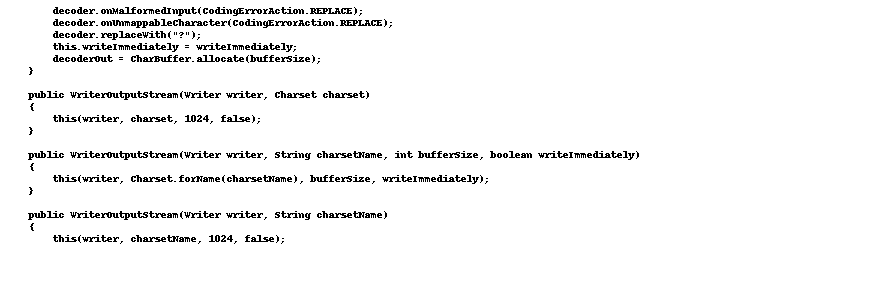 decoder.onMalformedInput(CodingErrorAction.REPLACE);
decoder.onUnmappableCharacter(CodingErrorAction.REPLACE);
decoder.replaceWith("?");
this.writeImmediately = writeImmediately;
decoderOut = CharBuffer.allocate(bufferSize);
}
public WriterOutputStream(Writer writer, Charset charset)
{
this(writer, charset, 1024, false);
}
public WriterOutputStream(Writer writer, String charsetName, int bufferSize, boolean writeImmediately)
{
this(writer, Charset.forName(charsetName), bufferSize, writeImmediately);
}
public WriterOutputStream(Writer writer, String charsetName)
{
this(writer, charsetName, 1024, false);